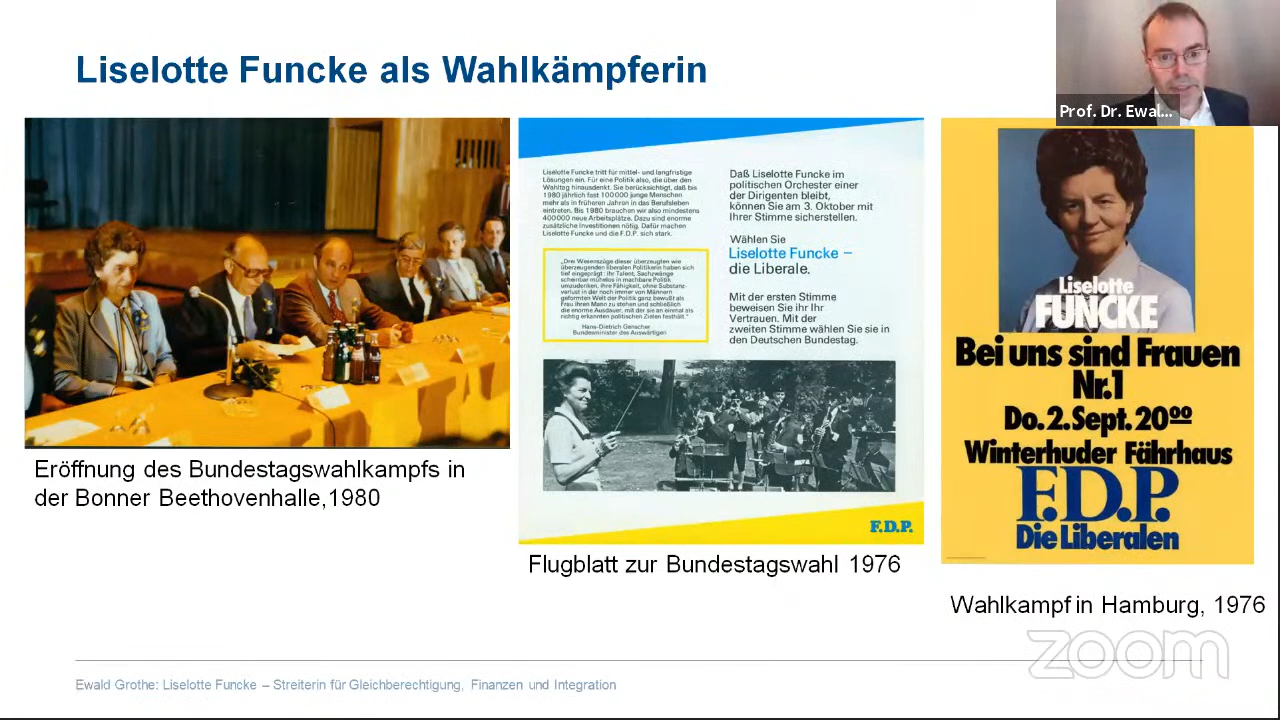 Liselotte Funcke als Wahlkämpferin
Prof. Dr. Ewal...
Eröffnung des Bundestagswahlkampfs in
der Bonner Beethovenhalle,1980
Liselotte Funcke tritt für mittel- und langfristige
Lösungen ein. Für eine Politik also, die über den
Wahltag hinausdenkt. Sie berücksichtigt, daß bis
1980 jährlich fast 100000 junge Menschen
mehr als in früheren Jahren in das Berufsleben
eintreten. Bis 1980 brauchen wir also mindestens
400000 neue Arbeitsplätze. Dazu sind enorme
zusätzliche Investitionen nötig. Dafür machen
Liselotte Funcke und die F.D.P. sich stark.
„Drei Wesenszüge dieser überzeugten wie
überzeugenden liberalen Politikerin haben sich
tief eingeprägt: ihr Talent, Sachzwänge
scheinbar mühelos in machbare Politik
umzudenken, ihre Fähigkeit, ohne Substanz-
verlust in der noch immer von Männern
geformten Welt der Politik ganz bewußt als
Frau ihren Mann zu stehen und schließlich
die enorme Ausdauer, mit der sie an einmal als
richtig erkannten politischen Zielen festhält."
Hans-Dietrich Genscher
Bundesminister des Auswärtigen
Daß Liselotte Funcke im
politischen Orchester einer
der Dirigenten bleibt,
können Sie am 3. Oktober mit
Ihrer Stimme sicherstellen.
Wählen Sie
Liselotte Funcke –
die Liberale.
Mit der ersten Stimme
beweisen Sie ihr Ihr
Vertrauen. Mit der
zweiten Stimme wählen Sie sie in
den Deutschen Bundestag.
F.D.P.
Flugblatt zur Bundestagswahl 1976
Liselotte
FUNCKE
Bei uns sind Frauen
Nr.1
Do. 2. Sept. 20⁰⁰
Winterhuder Fährhaus
F.D.P.
Die Liberalen
Wahlkampf in Hamburg, 1976
zoom
Ewald Grothe: Liselotte Funcke – Streiterin für Gleichberechtigung, Finanzen und Integration